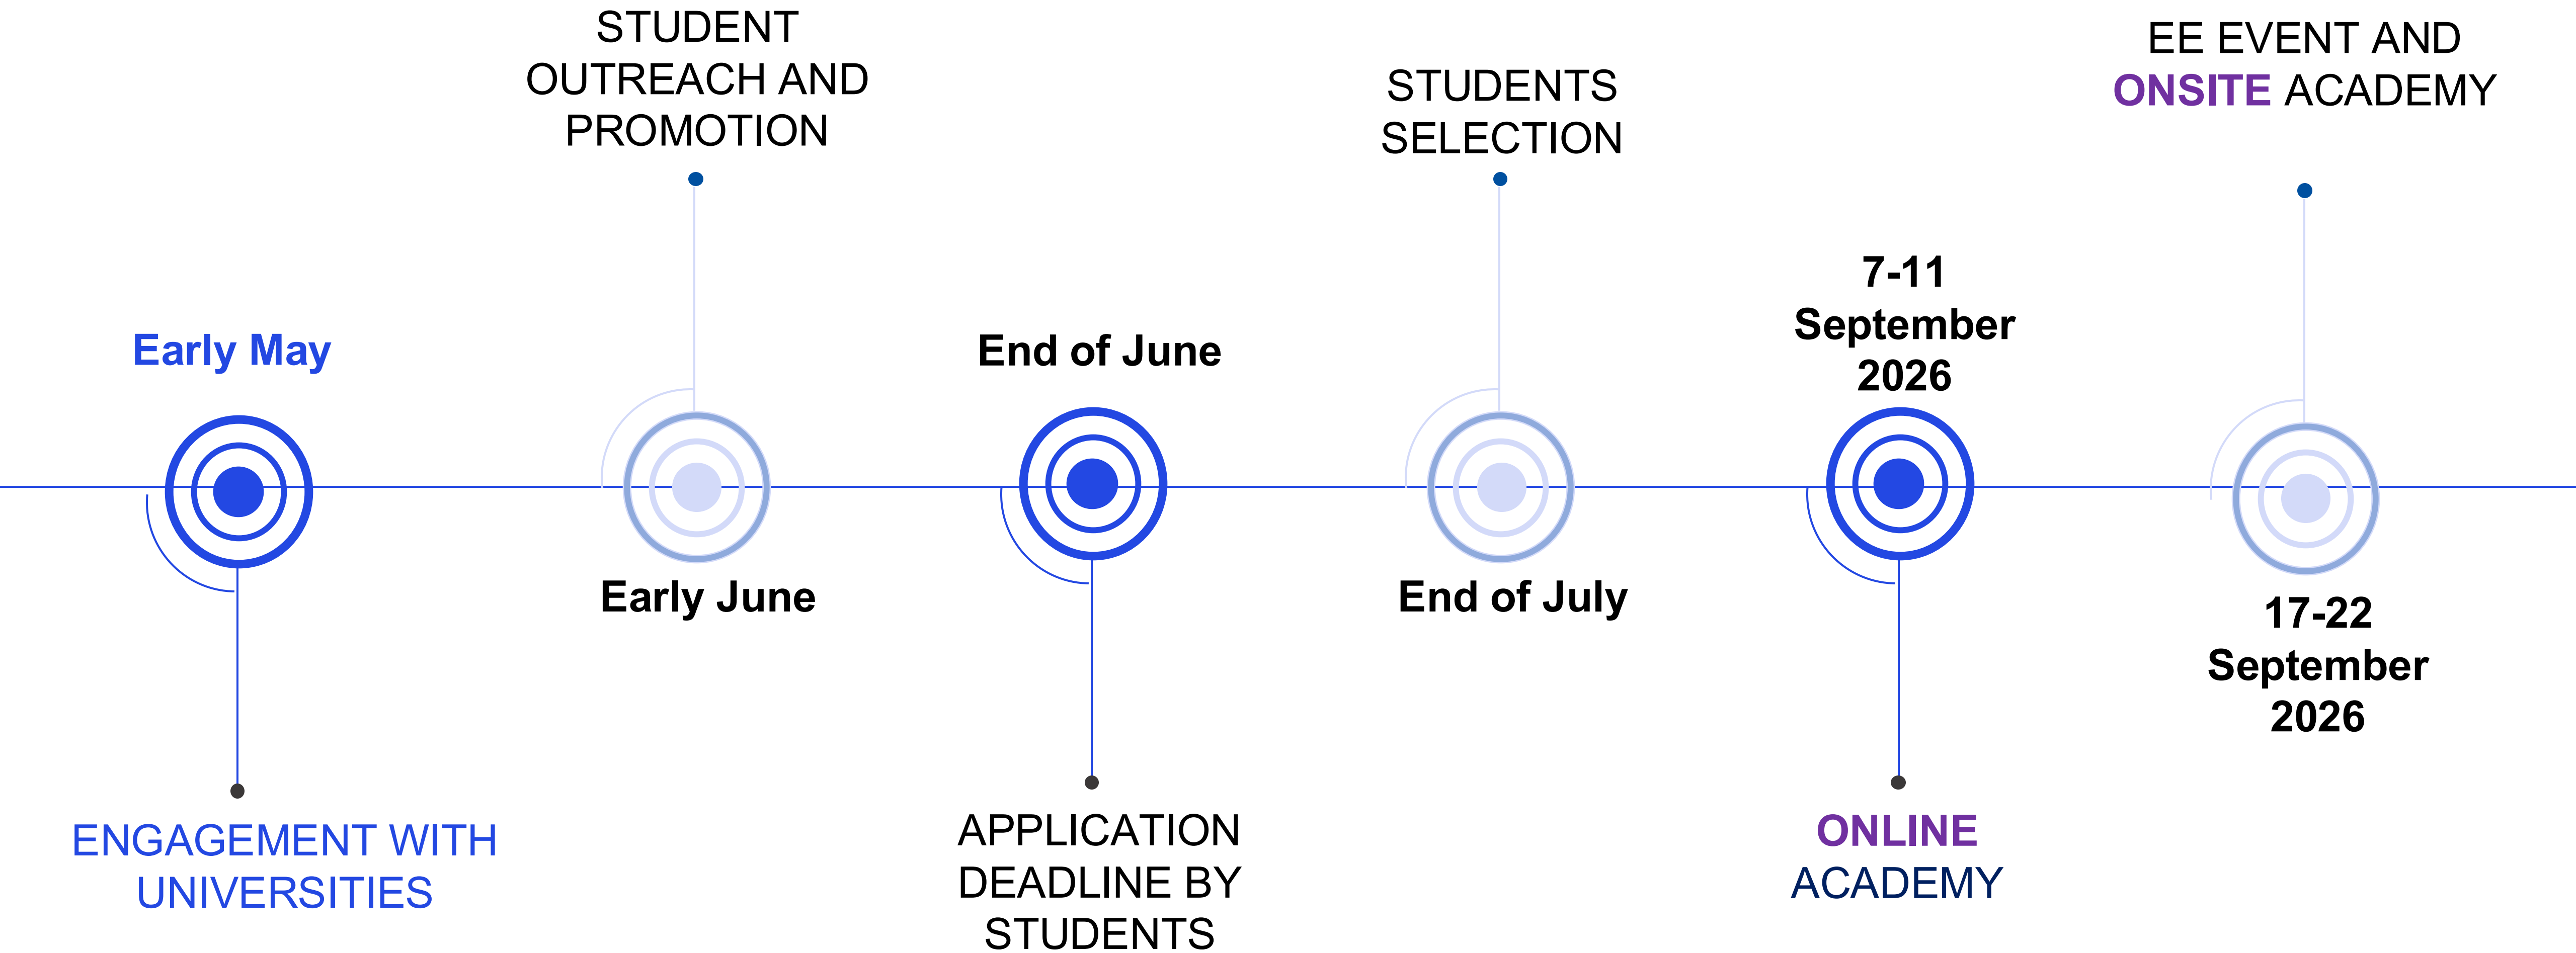 Early May
ENGAGEMENT WITH
UNIVERSITIES
STUDENT
OUTREACH AND
PROMOTION
Early June
End of June
APPLICATION
DEADLINE BY
STUDENTS
STUDENTS
SELECTION
End of July
7-11
September
2026
ONLINE
ACADEMY
EE EVENT AND
ONSITE ACADEMY
17-22
September
2026